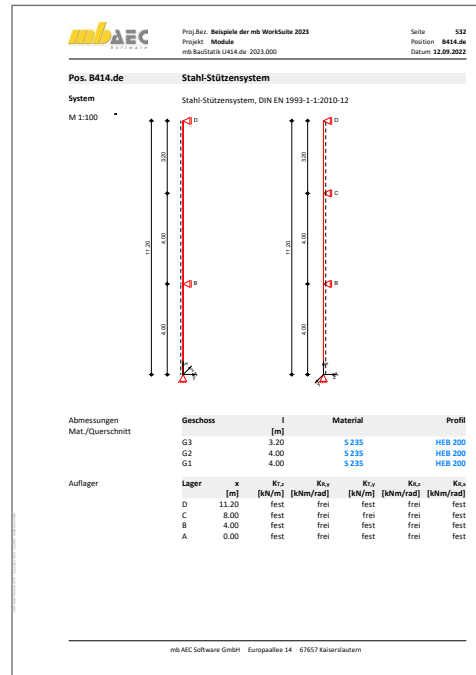 mb AEC
Software
Proj.Bez. Beispiele der mb WorkSuite 2023
Projekt Module
mb BauStatik U414.de 2023.000
Seite 532
Position B414.de
Datum 12.09.2022
Pos. B414.de Stahl-Stützensystem
System Stahl-Stützensystem, DIN EN 1993-1-1:2010-12
M 1:100
D D
3.20 3.20
C
11.20 4.00 11.20 4.00
B B
4.00 4.00
A
Abmessungen Geschoss l Material Profil
Mat./Querschnitt [m]
G3 3.20 S 235 HEB 200
G2 4.00 S 235 HEB 200
G1 4.00 S 235 HEB 200
Auflager Lager x KT,z KR,y KT,y KR,z KR,x
[m] [kN/m] [kNm/rad] [kN/m] [kNm/rad] [kNm/rad]
D 11.20 fest frei fest frei fest
C 8.00 fest frei fest frei fest
B 4.00 fest frei fest frei fest
A 0.00 fest frei fest frei fest
mb AEC Software GmbH Europaallee 14 67657 Kaiserslautern